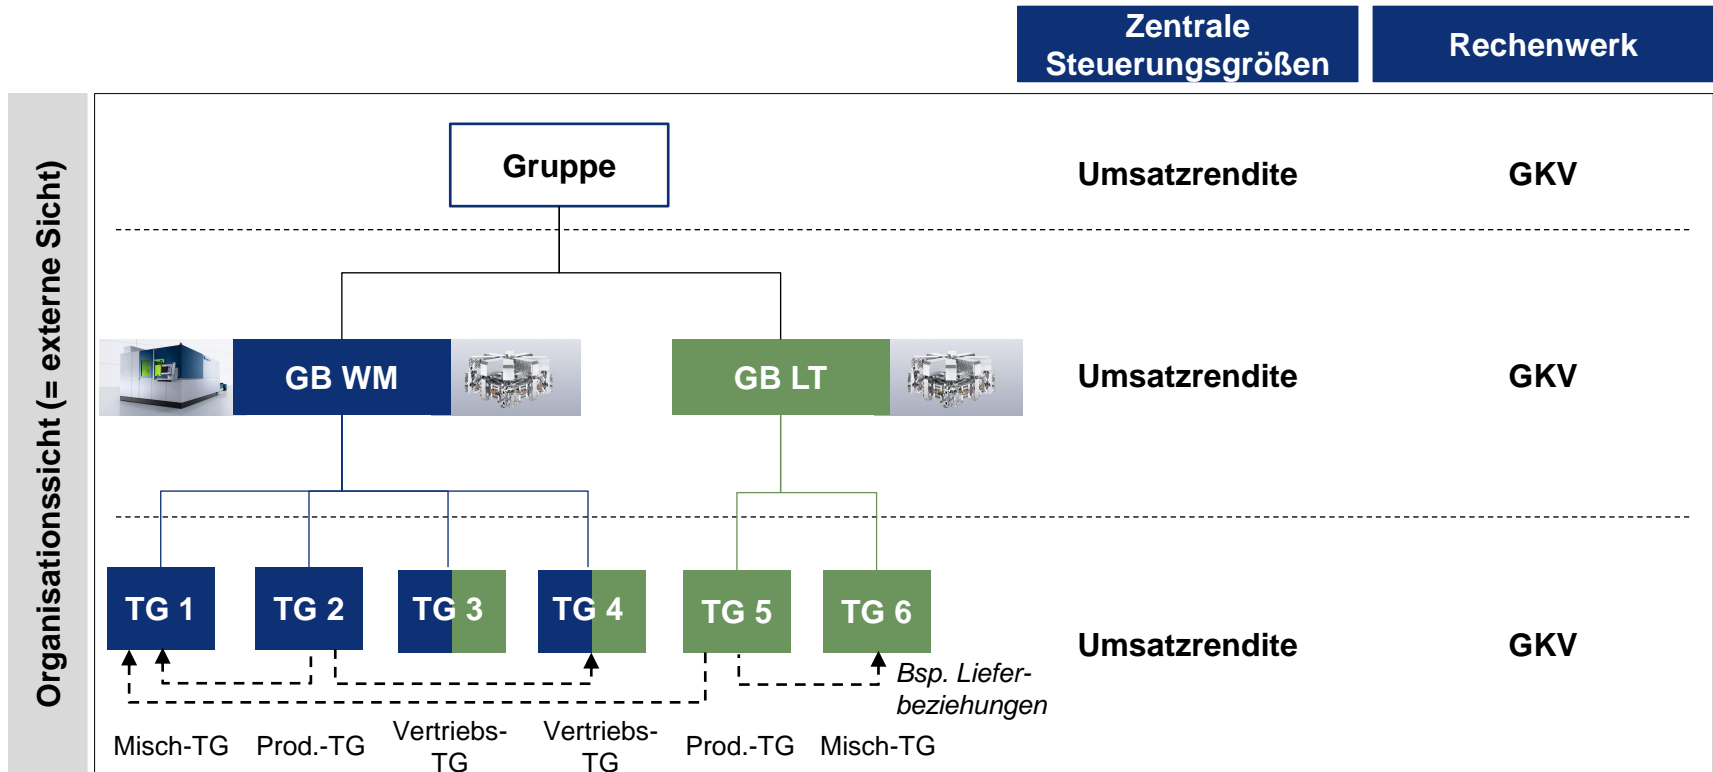 Zentrale
Steuerungsgrößen
Rechenwerk
Organisationssicht (= externe Sicht)
Gruppe
Umsatzrendite
GKV
GB WM
GB LT
Umsatzrendite
GKV
TG 1
TG 2
TG 3
TG 4
TG 5
TG 6
Umsatzrendite
GKV
Bsp. Liefer-
beziehungen
Misch-TG
Prod.-TG
Vertriebs-
TG
Vertriebs-
TG
Prod.-TG
Misch-TG